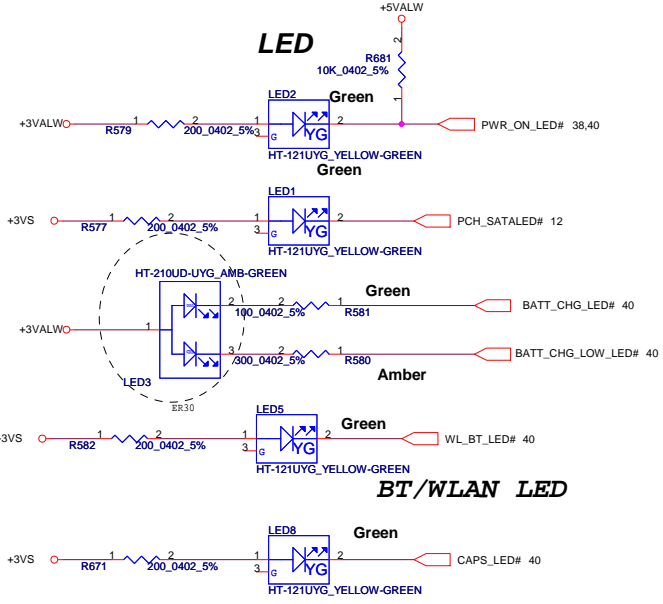 +5VALW
LED
2
R681
10K_0402_5%
1
LED2
Green
+3VALW
1
2
1
2
PWR_ON_LED# 38,40
R579
200_0402_5%
3
G
YG
HT-121UYG_YELLOW-GREEN
Green
LED1
+3VS
1
2
1
2
PCH_SATALED# 12
R577
200_0402_5%
3
G
YG
HT-121UYG_YELLOW-GREEN
HT-210UD-UYG_AMB-GREEN
Green
2
2
1
BATT_CHG_LED# 40
100_0402_5%
R581
+3VALW
1
3
2
1
BATT_CHG_LOW_LED# 40
300_0402_5%
R580
LED3
Amber
ER30
LED5
Green
+3VS
1
2
1
2
WL_BT_LED# 40
R582
200_0402_5%
3
G
YG
HT-121UYG_YELLOW-GREEN
BT/WLAN LED
LED8
Green
+3VS
1
2
1
2
CAPS_LED# 40
R671
200_0402_5%
3
G
YG
HT-121UYG_YELLOW-GREEN